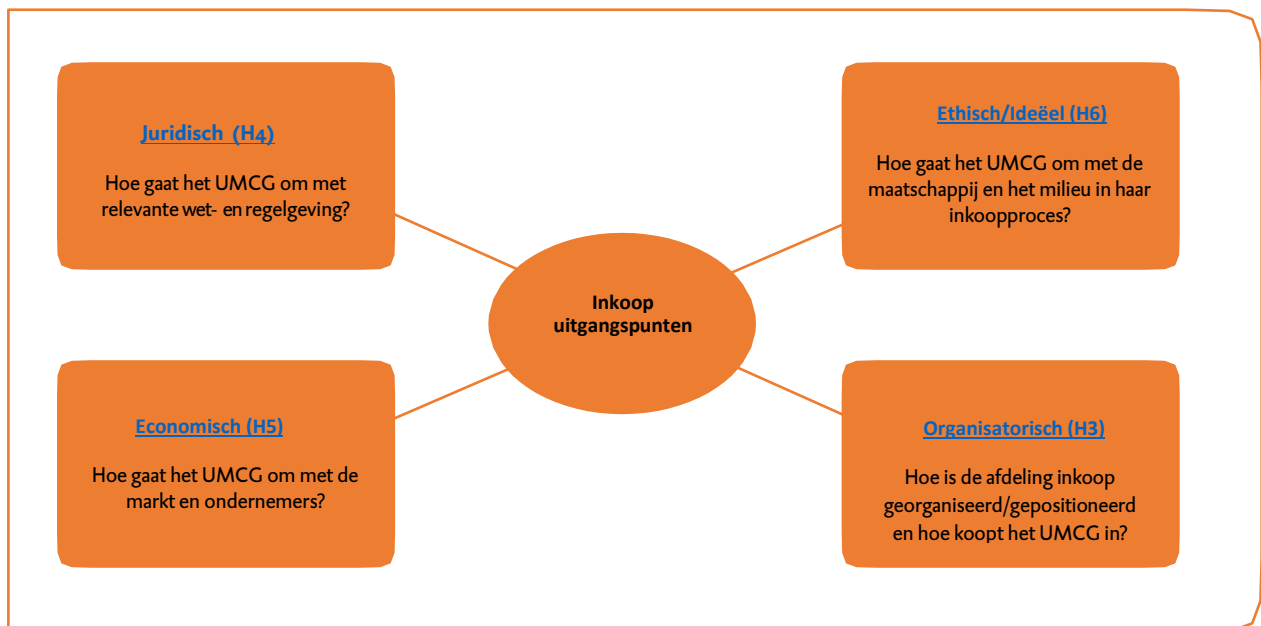 Juridisch (H4)
Hoe gaat het UMCG om met
relevante wet- en regelgeving?
Ethisch/Ideëel (H6)
Hoe gaat het UMCG om met de
maatschappij en het milieu in haar
inkoopproces?
Inkoop
uitgangspunten
Economisch (H5)
Hoe gaat het UMCG om met de
markt en ondernemers?
Organisatorisch (H3)
Hoe is de afdeling inkoop
georganiseerd/gepositioneerd
en hoe koopt het UMCG in?